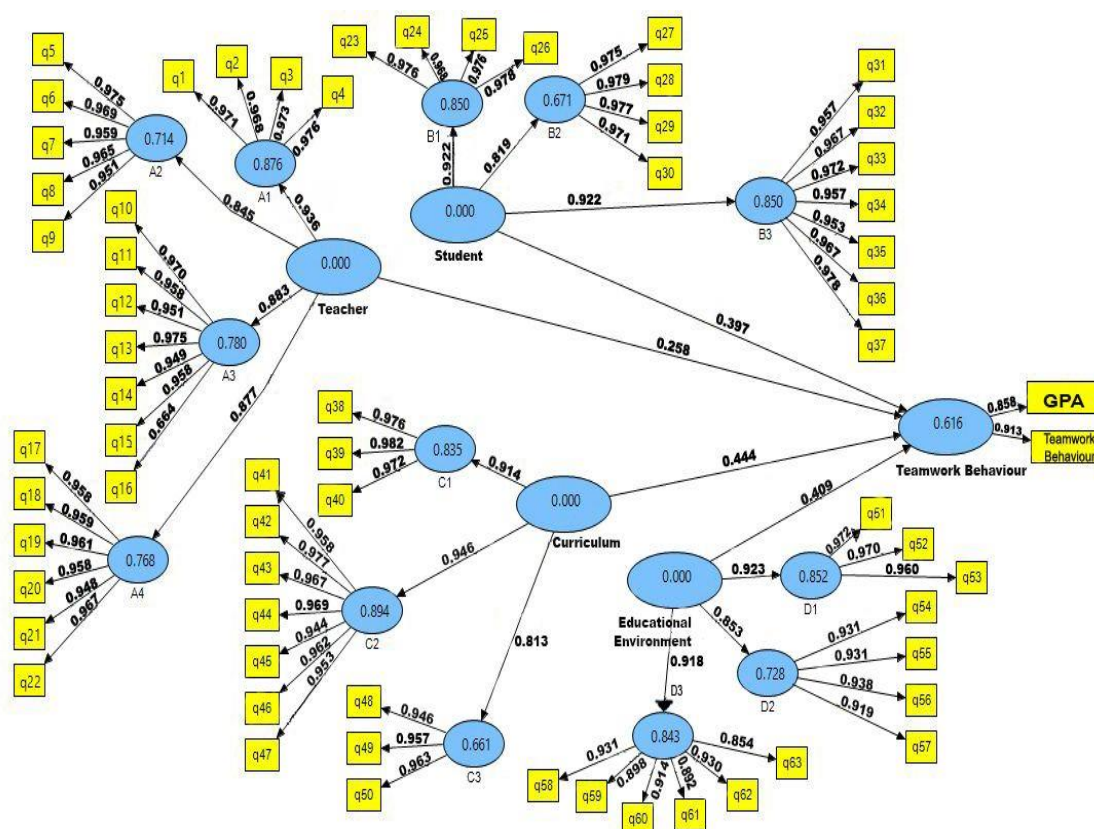 q5
q6
q7
q8
q9
0.975
0.969
0.959
0.965
0.951
0.714
A2
q1
q2
q3
q4
0.971
0.968
0.973
0.976
0.876
A1
q23
q24
q25
q26
0.976
0.968
0.976
0.978
0.850
B1
q27
q28
q29
q30
0.975
0.979
0.977
0.971
0.671
B2
q31
q32
q33
q34
q35
q36
q37
0.957
0.967
0.972
0.957
0.953
0.967
0.978
0.850
B3
0.922
0.819
0.922
0.000
Student
0.397
0.845
0.936
0.883
0.877
0.000
Teacher
0.258
q10
q11
q12
q13
q14
q15
q16
0.970
0.958
0.951
0.975
0.949
0.958
0.664
0.780
A3
q17
q18
q19
q20
q21
q22
0.958
0.959
0.961
0.958
0.948
0.967
0.768
A4
0.616
Teamwork Behaviour
0.858
GPA
0.913
Teamwork
Behaviour
q38
q39
q40
0.976
0.982
0.972
0.835
C1
0.914
0.444
0.000
Curriculum
0.946
0.813
q41
q42
q43
q44
q45
q46
q47
0.958
0.977
0.967
0.969
0.944
0.962
0.953
0.894
C2
q48
q49
q50
0.946
0.957
0.963
0.661
C3
0.409
0.000
Educational
Environment
0.923
0.853
0.918
q51
q52
q53
0.972
0.970
0.960
0.852
D1
q54
q55
q56
q57
0.931
0.931
0.938
0.919
0.728
D2
D3
0.843
q58
q59
q60
q61
q62
q63
0.931
0.898
0.914
0.892
0.930
0.854